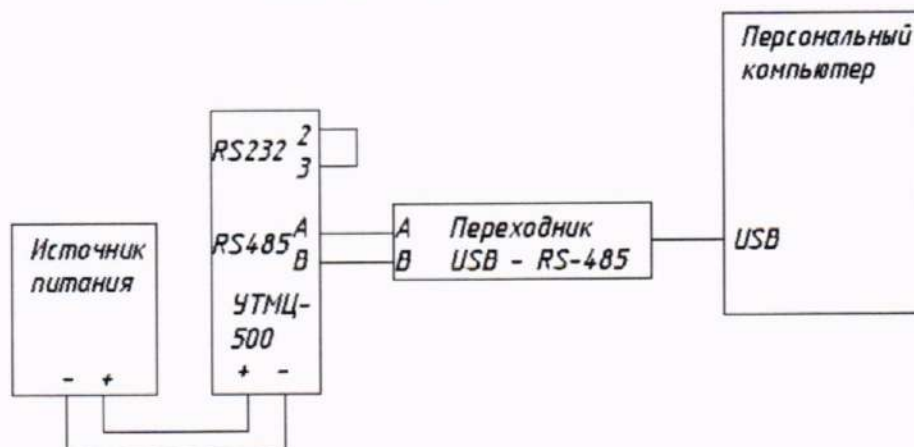 Персональный
компьютер
USB
RS232 2
3
RS485 A
B
УТМЦ-
500
+ -
A Переходник
B USB - RS-485
Источник
питания
- +